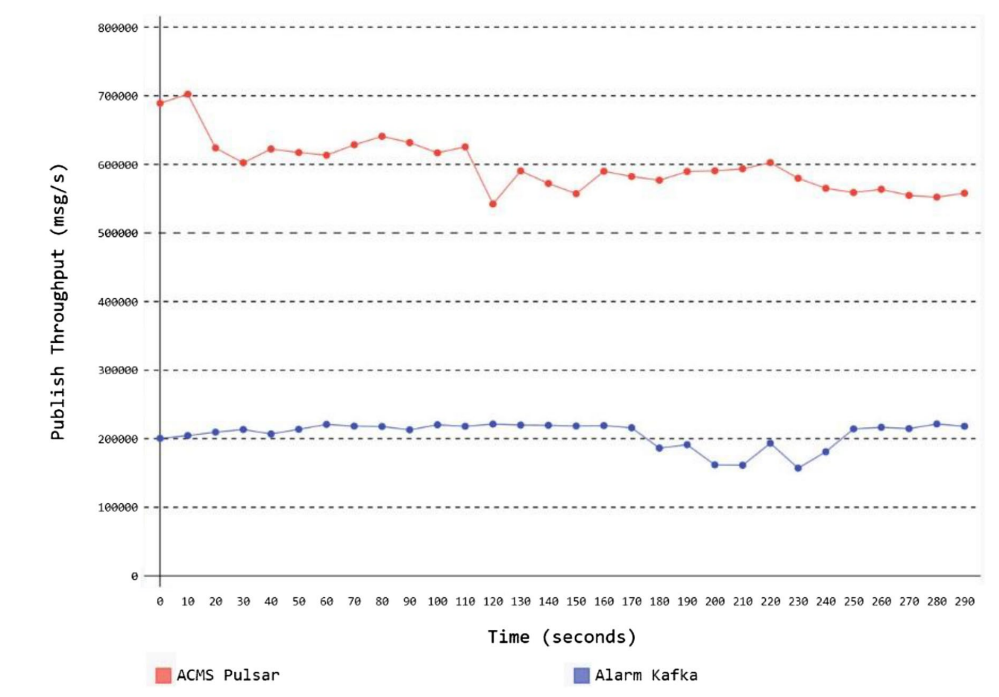 800000
700000
600000
500000
400000
300000
200000
100000
0
Publish Throughput (msg/s)
0 10 20 30 40 50 60 70 80 90 100 110 120 130 140 150 160 170 180 190 200 210 220 230 240 250 260 270 280 290
Time (seconds)
ACMS Pulsar
Alarm Kafka